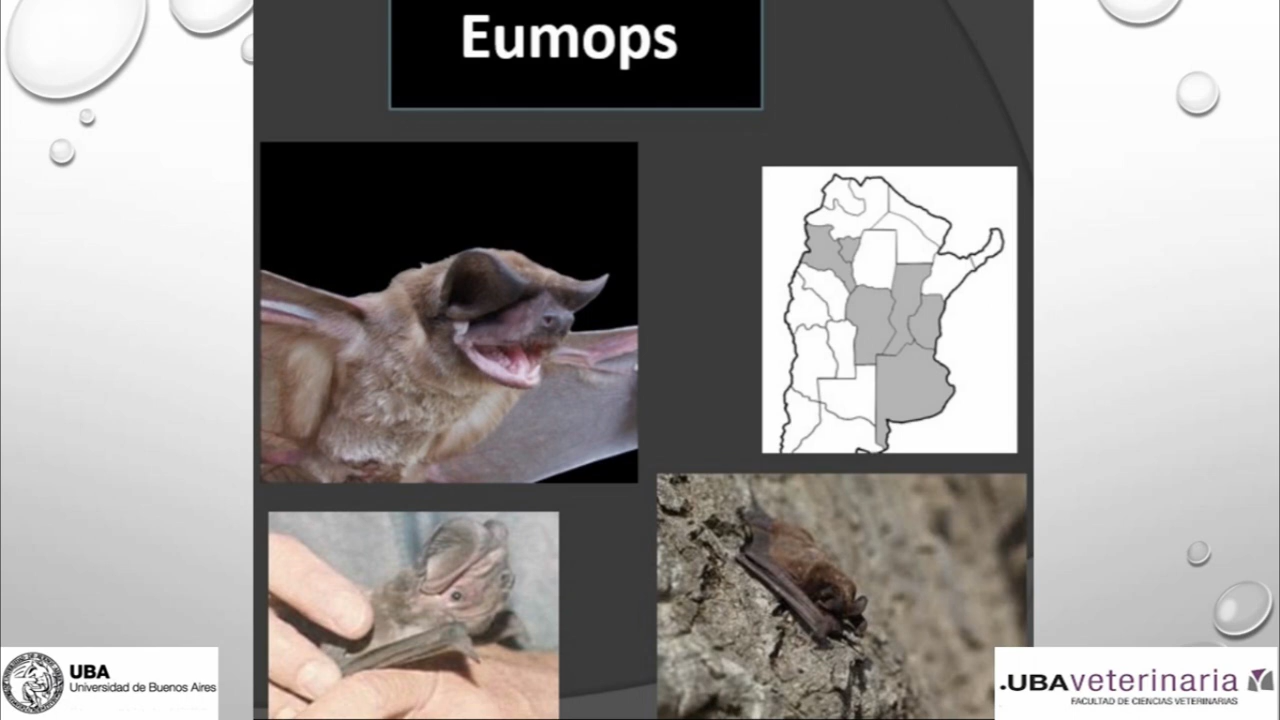 Eumops
UBA
Universidad de Buenos Aires
.UBAveterinaria
FACULTAD DE CIENCIAS VETERINARIAS